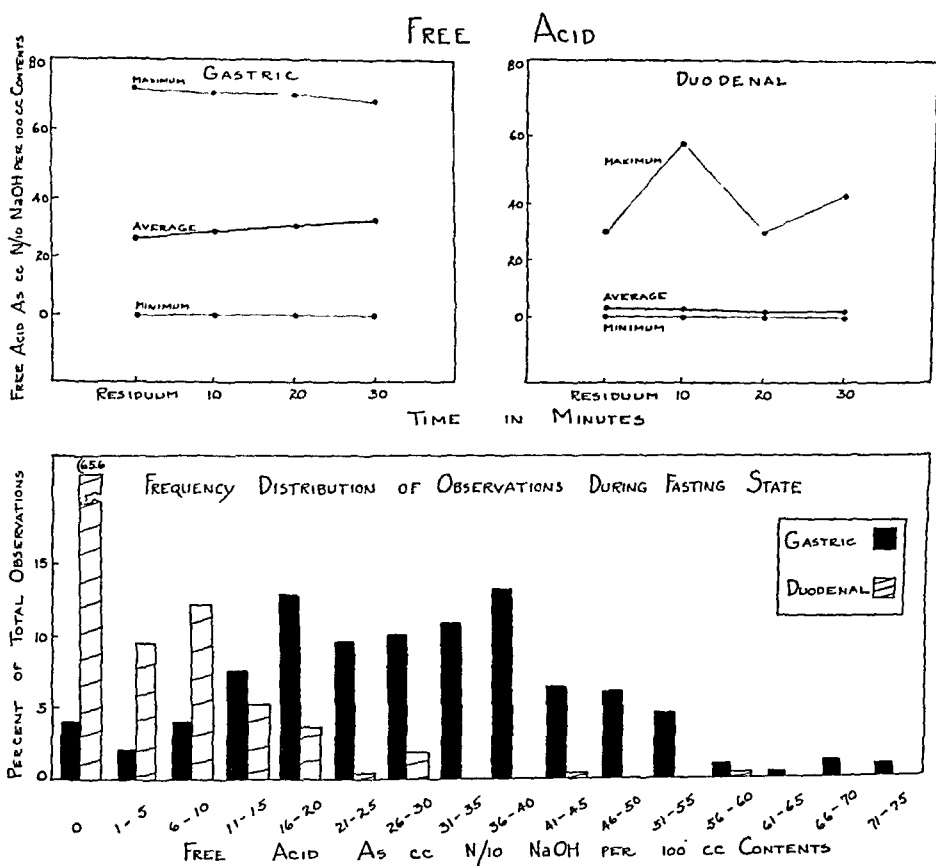 FREE ACID
GASTRIC
DUODENAL
FREE ACID AS CC N/10 NaOH PER 100 CC CONTENTS
80
60
40
20
0
MAXIMUM
AVERAGE
MINIMUM
RESIDUUM 10 20 30
80
60
40
20
0
MAXIMUM
AVERAGE
MINIMUM
RESIDUUM 10 20 30
TIME IN MINUTES
FREQUENCY DISTRIBUTION OF OBSERVATIONS DURING FASTING STATE
65.6
PERCENT OF TOTAL OBSERVATIONS
15
10
5
0
GASTRIC
DUODENAL
0 1-5 6-10 11-15 16-20 21-25 26-30 31-35 36-40 41-45 46-50 51-55 56-60 61-65 66-70 71-75
FREE ACID AS CC N/10 NaOH PER 100 CC CONTENTS